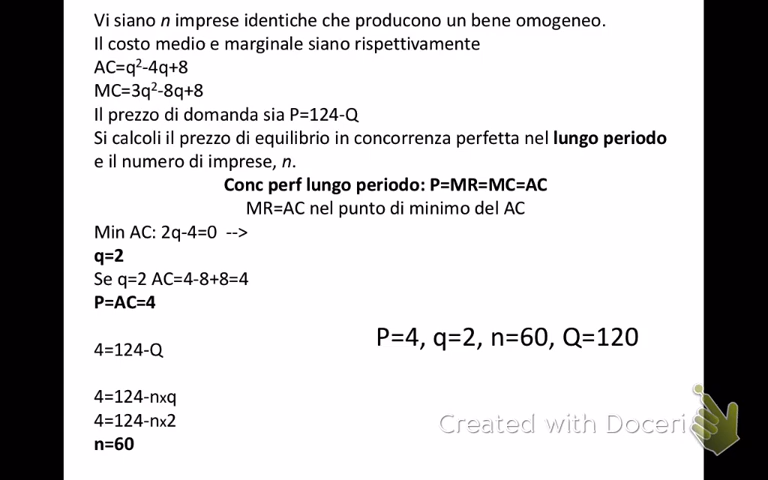 Vi siano n imprese identiche che producono un bene omogeneo.
Il costo medio e marginale siano rispettivamente
AC=q²-4q+8
MC=3q²-8q+8
Il prezzo di domanda sia P=124-Q
Si calcoli il prezzo di equilibrio in concorrenza perfetta nel lungo periodo
e il numero di imprese, n.
Conc perf lungo periodo: P=MR=MC=AC
MR=AC nel punto di minimo del AC
Min AC: 2q-4=0 -->
q=2
Se q=2 AC=4-8+8=4
P=AC=4
4=124-Q
P=4, q=2, n=60, Q=120
4=124-nxq
4=124-nx2
n=60
Created with Doceri